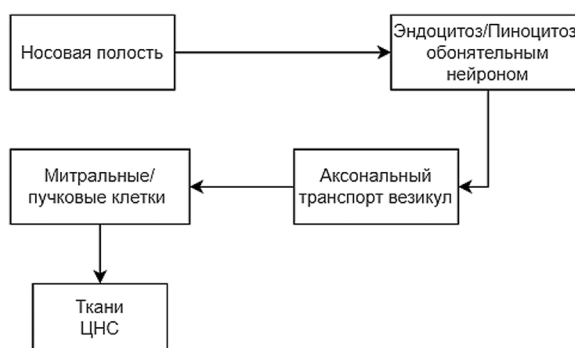 Носовая полость
Эндоцитоз/Пиноцитоз
обонятельным
нейроном
Митральные/
пучковые клетки
Аксональный
транспорт везикул
Ткани
ЦНС